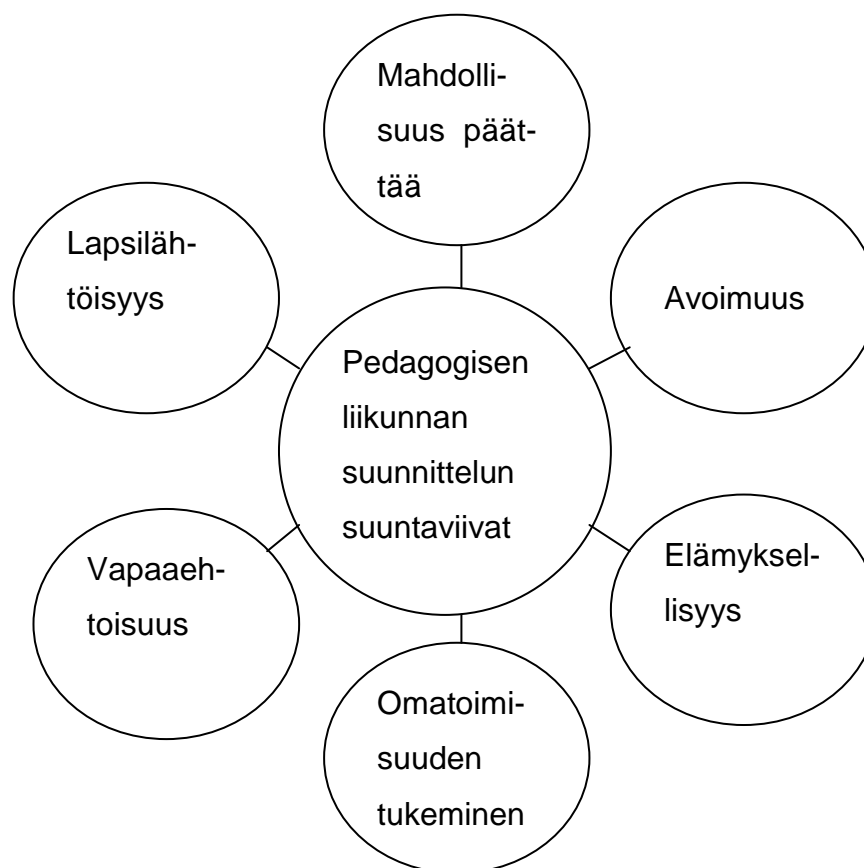 Mahdolli-
suus päät-
tää
Lapsiläh-
töisyys
Avoimuus
Pedagogisen
liikunnan
suunnittelun
suuntaviivat
Vapaaeh-
toisuus
Elämyksel-
lisyys
Omatoimi-
suuden
tukeminen